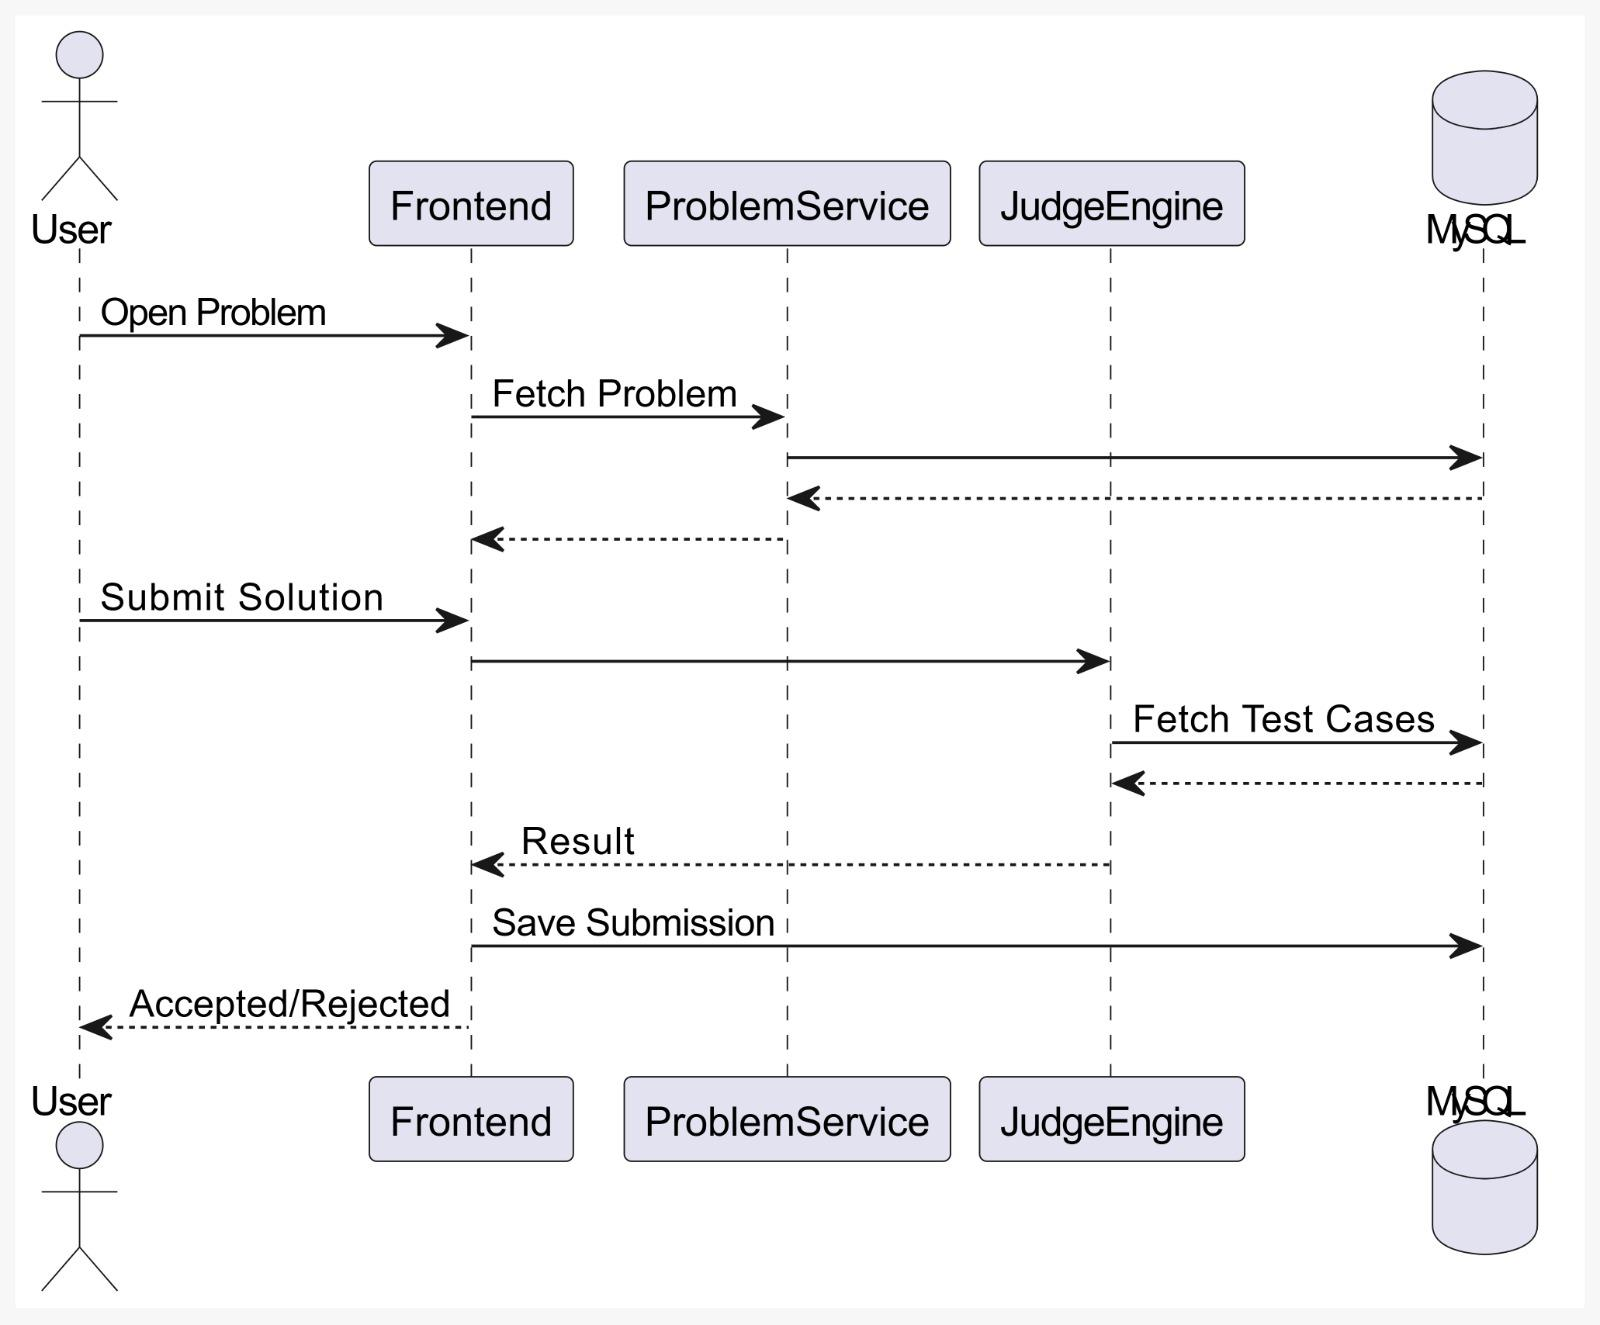 User
Frontend
ProblemService
JudgeEngine
MySQL
Open Problem
Fetch Problem
Submit Solution
Fetch Test Cases
Result
Save Submission
Accepted/Rejected
User
Frontend
ProblemService
JudgeEngine
MySQL